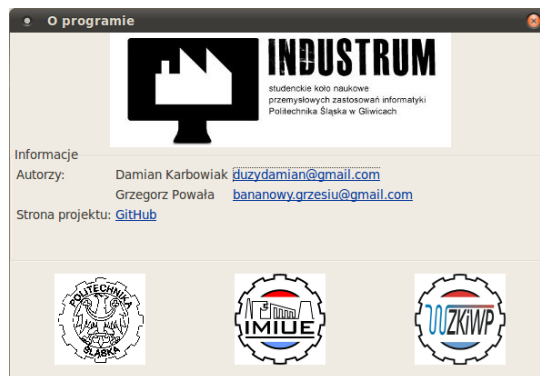 O programie
INDUSTRUM
studenckie koło naukowe
przemysłowych zastosowań informatyki
Politechnika Śląska w Gliwicach
Informacje
Autorzy: Damian Karbowiak duzydamian@gmail.com
Grzegorz Powała bananowy.grzesiu@gmail.com
Strona projektu: GitHub
POLITECHNIKA ŚLĄSKA
IMIUE
WZKiWP